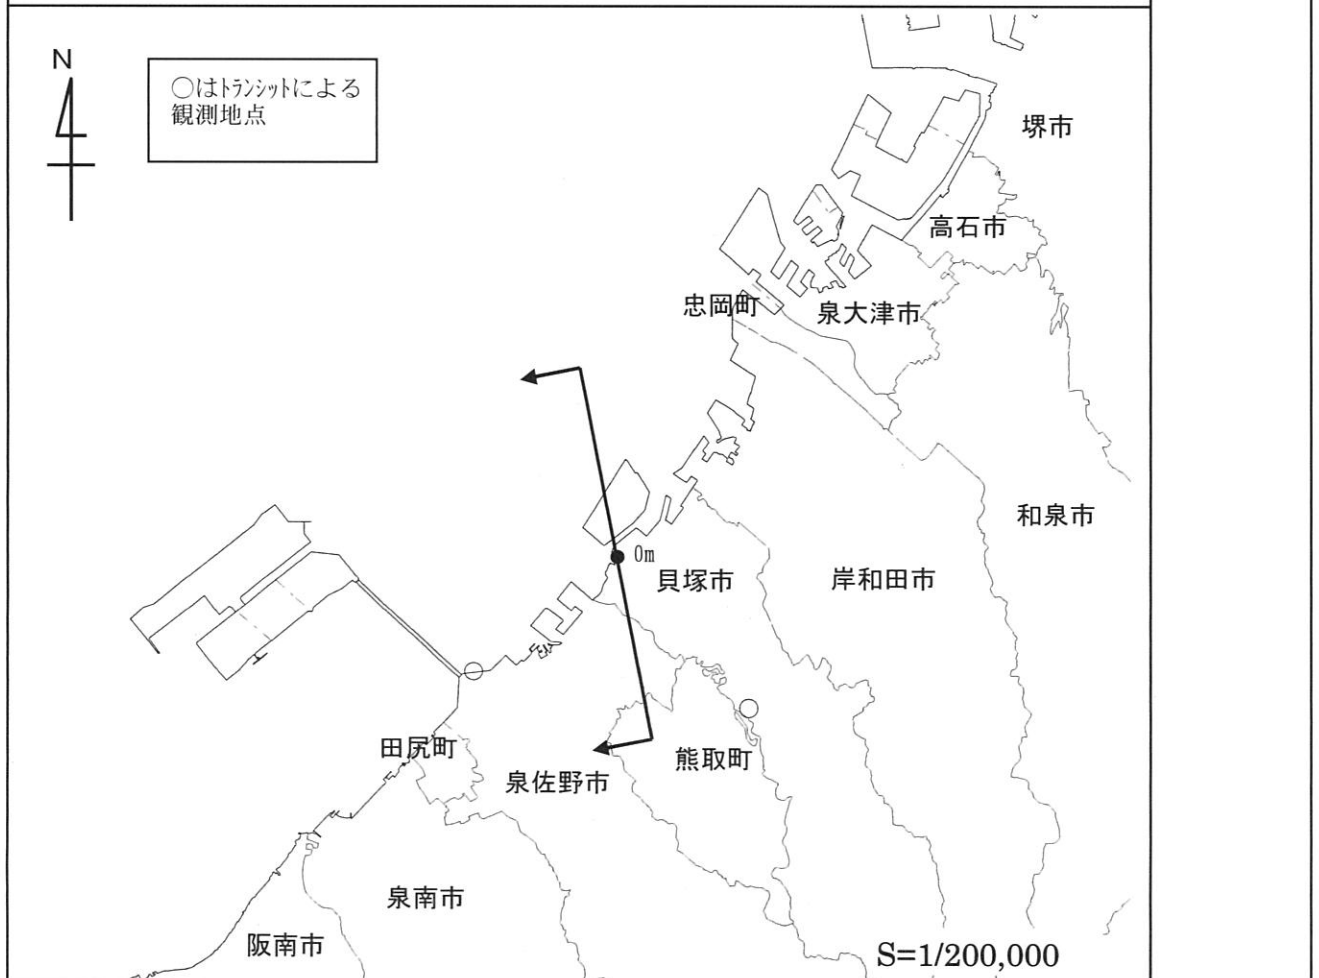 N
○はトランシットによる
観測地点
堺市
高石市
忠岡町
泉大津市
和泉市
0m
貝塚市
岸和田市
田尻町
熊取町
泉佐野市
泉南市
阪南市
S=1/200,000